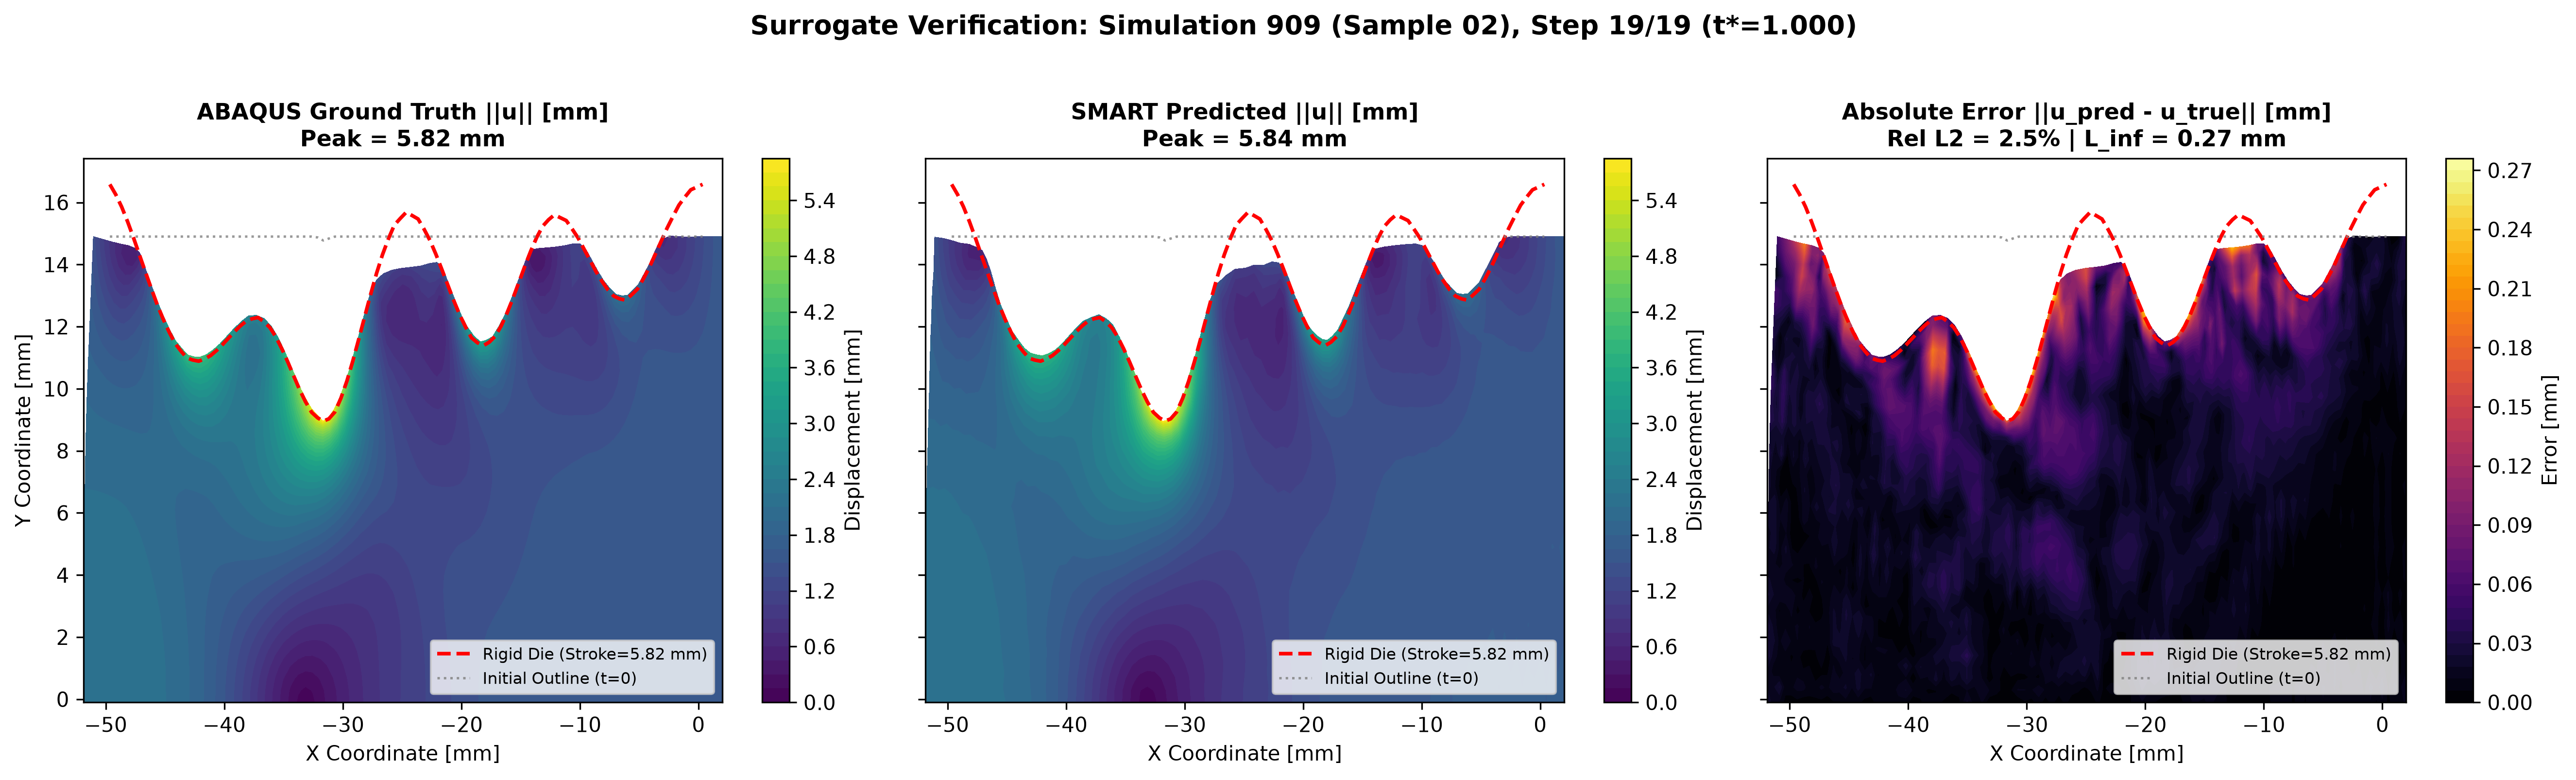 Surrogate Verification: Simulation 909 (Sample 02), Step 19/19 (t*=1.000)
ABAQUS Ground Truth ||u|| [mm]
Peak = 5.82 mm
Y Coordinate [mm]
16
14
12
10
8
6
4
2
0
−50
−40
−30
−20
−10
0
X Coordinate [mm]
Rigid Die (Stroke=5.82 mm)
Initial Outline (t=0)
5.4
4.8
4.2
3.6
3.0
2.4
1.8
1.2
0.6
0.0
Displacement [mm]
SMART Predicted ||u|| [mm]
Peak = 5.84 mm
−50
−40
−30
−20
−10
0
X Coordinate [mm]
Rigid Die (Stroke=5.82 mm)
Initial Outline (t=0)
5.4
4.8
4.2
3.6
3.0
2.4
1.8
1.2
0.6
0.0
Displacement [mm]
Absolute Error ||u_pred - u_true|| [mm]
Rel L2 = 2.5% | L_inf = 0.27 mm
−50
−40
−30
−20
−10
0
X Coordinate [mm]
Rigid Die (Stroke=5.82 mm)
Initial Outline (t=0)
0.27
0.24
0.21
0.18
0.15
0.12
0.09
0.06
0.03
0.00
Error [mm]